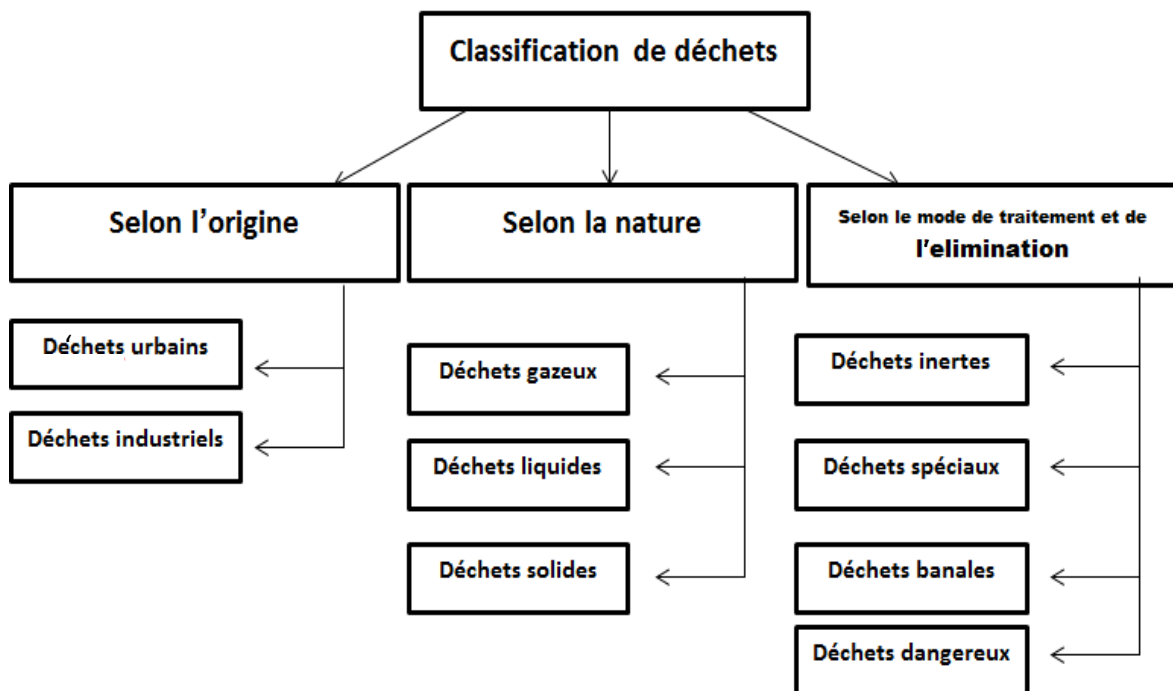 Classification de déchets
Selon l'origine
Déchets urbains
Déchets industriels
Selon la nature
Déchets gazeux
Déchets liquides
Déchets solides
Selon le mode de traitement et de
l'elimination
Déchets inertes
Déchets spéciaux
Déchets banales
Déchets dangereux